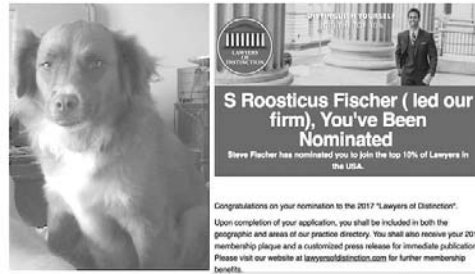 DISTINGUISH YOURSELF
LAWYERS
OF
DISTINCTION
S Roosticus Fischer ( led our
firm), You've Been
Nominated
Steve Fischer has nominated you to join the top 10% of Lawyers in
the USA.
Congratulations on your nomination to the 2017 "Lawyers of Distinction".
Upon completion of your application, you shall be included in both the
geographic and areas of our practice directory. You shall also receive your 201
membership plaque and a customized press release for immediate publication
Please visit our website at lawyersofdistinction.com for further membership
benefits.